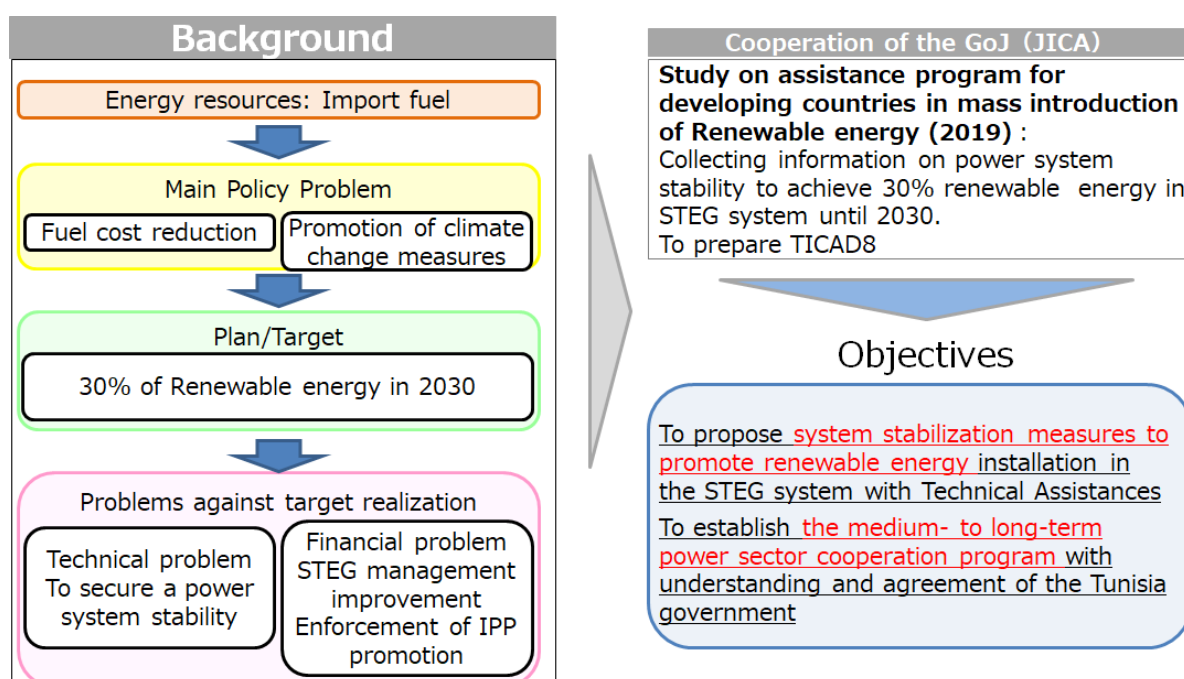 Background
Energy resources: Import fuel
Main Policy Problem
Fuel cost reduction
Promotion of climate
change measures
Plan/Target
30% of Renewable energy in 2030
Problems against target realization
Technical problem
To secure a power
system stability
Financial problem
STEG management
improvement
Enforcement of IPP
promotion
Cooperation of the GoJ (JICA)
Study on assistance program for
developing countries in mass introduction
of Renewable energy (2019) :
Collecting information on power system
stability to achieve 30% renewable energy in
STEG system until 2030.
To prepare TICAD8
Objectives
To propose system stabilization measures to
promote renewable energy installation in
the STEG system with Technical Assistances
To establish the medium- to long-term
power sector cooperation program with
understanding and agreement of the Tunisia
government